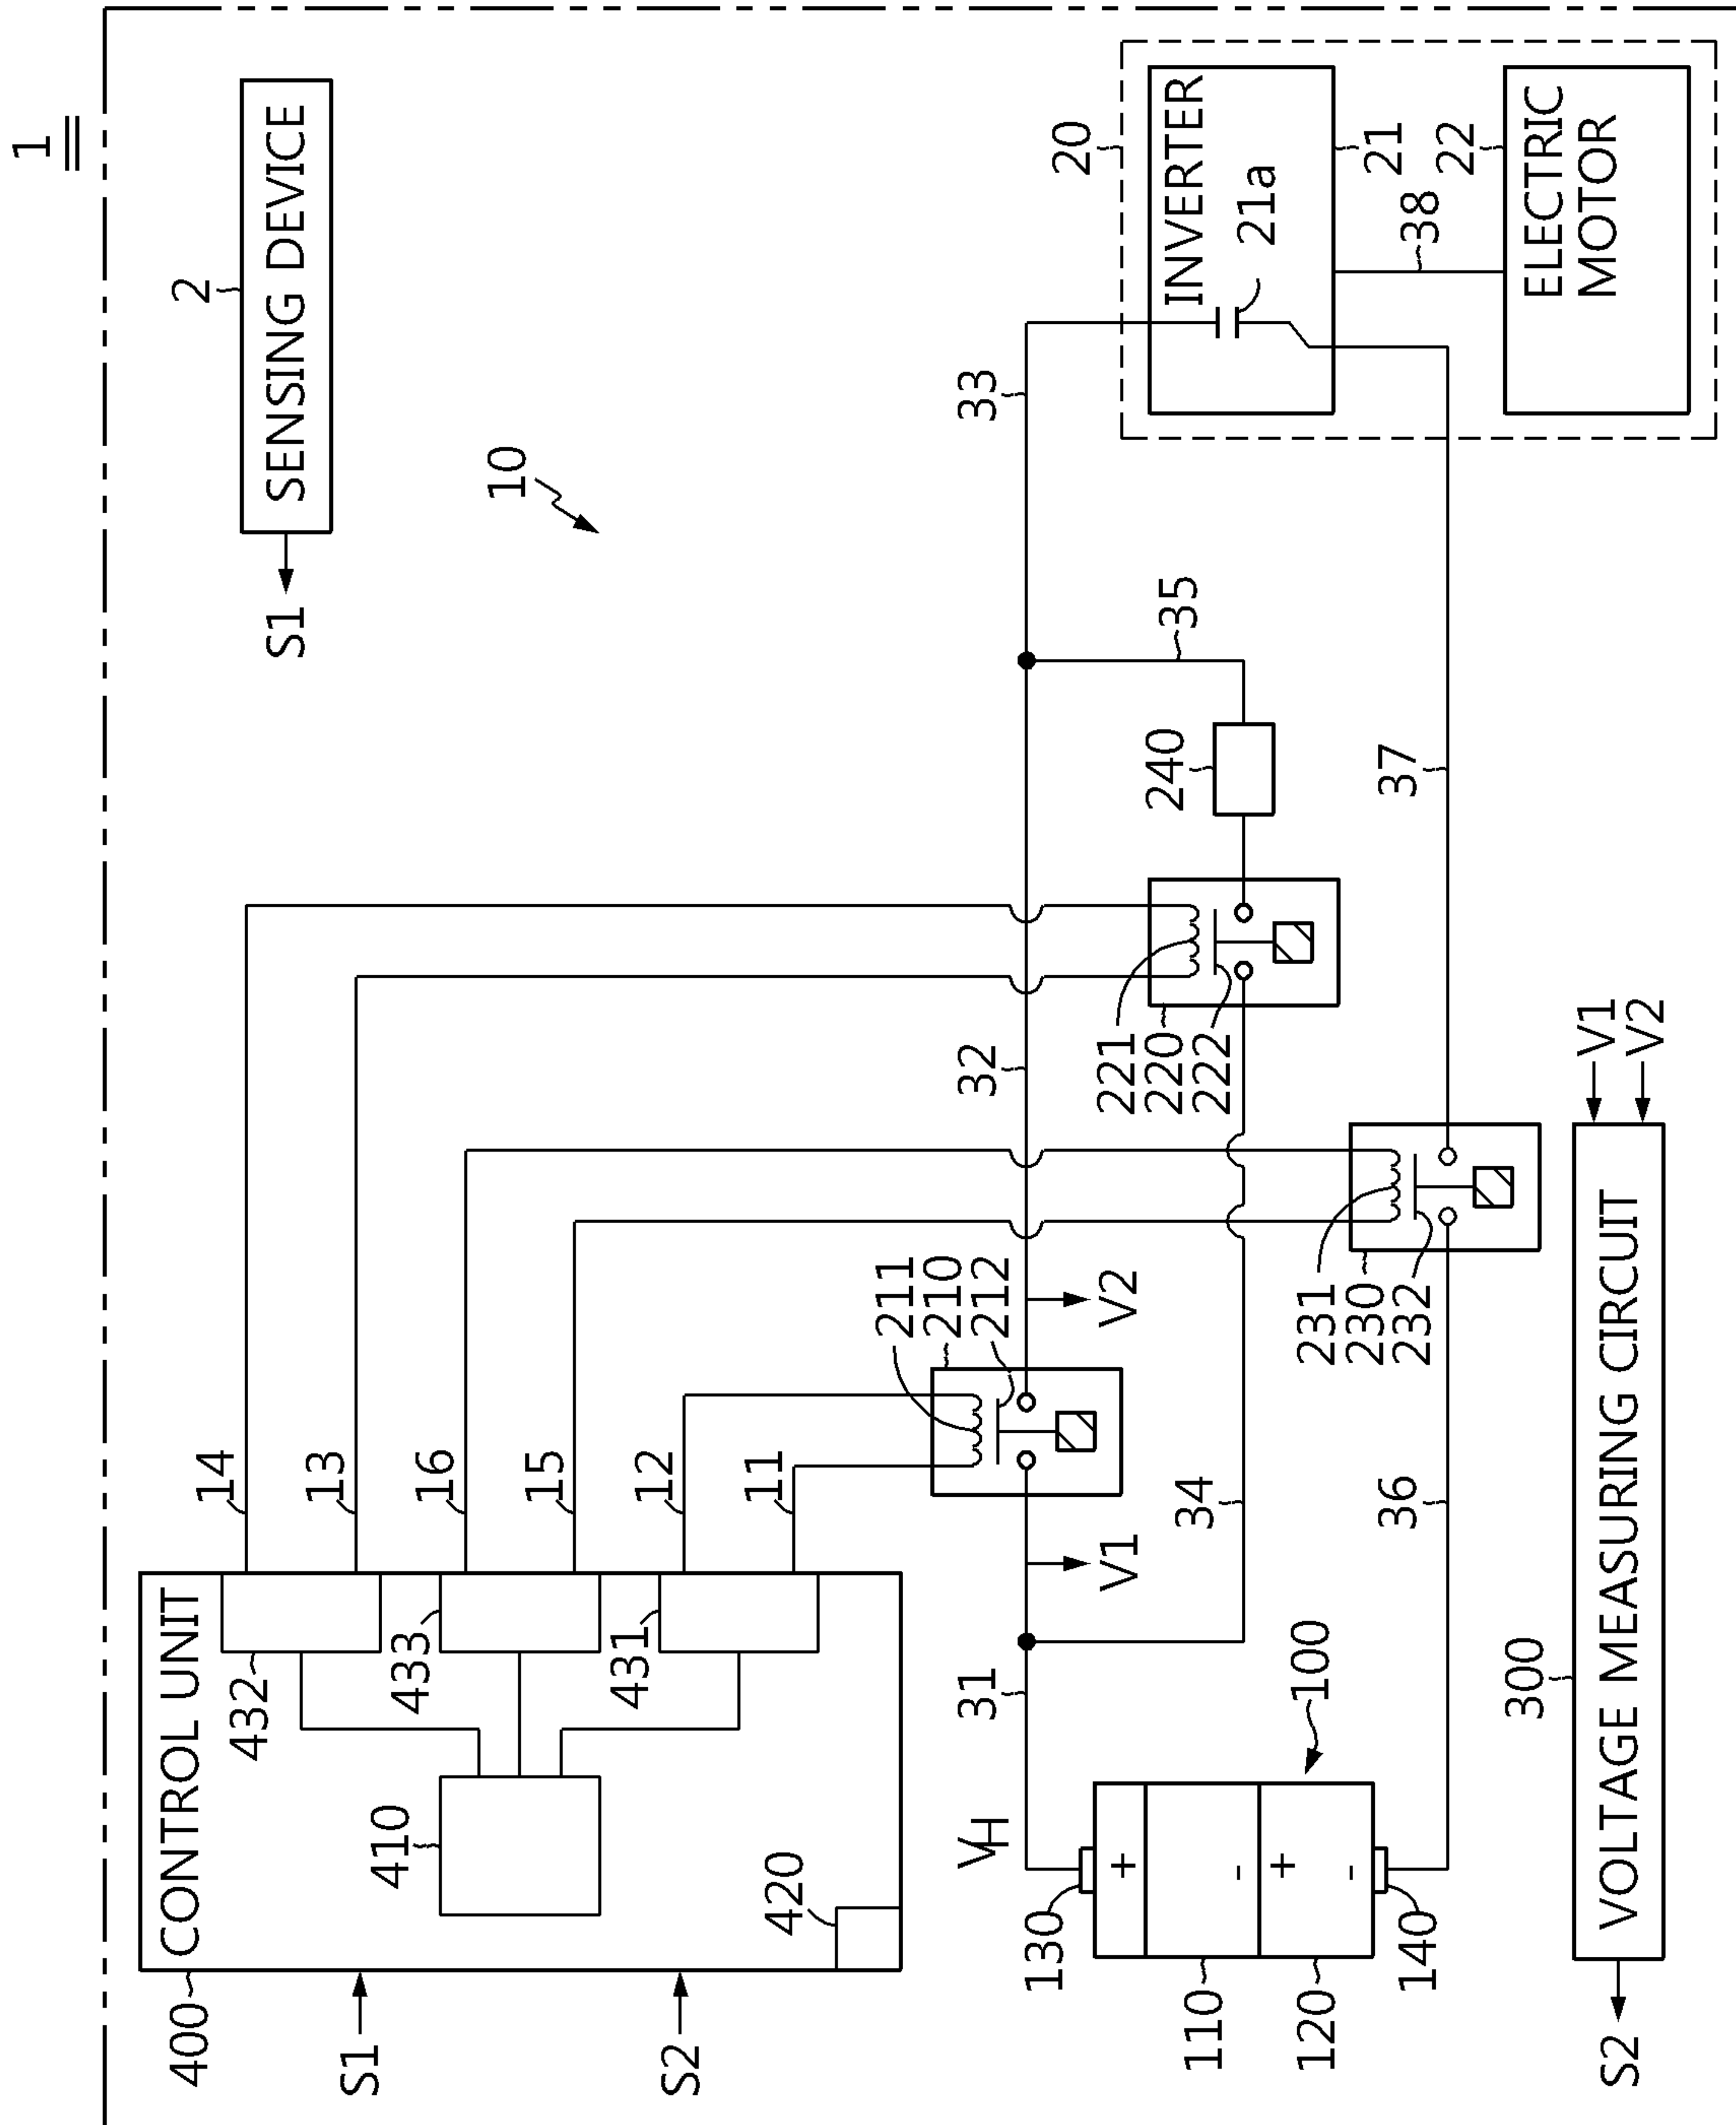 1
2
SENSING DEVICE
S1
10
400
CONTROL UNIT
S1
S2
410
420
432
433
431
14
13
16
15
12
11
211
210
212
V1
V2
31
32
33
VH
130
100
110
120
140
+
-
+
-
34
35
240
221
220
222
231
230
232
36
37
20
INVERTER
21a
21
38
22
ELECTRIC
MOTOR
300
VOLTAGE MEASURING CIRCUIT
V1
V2
S2